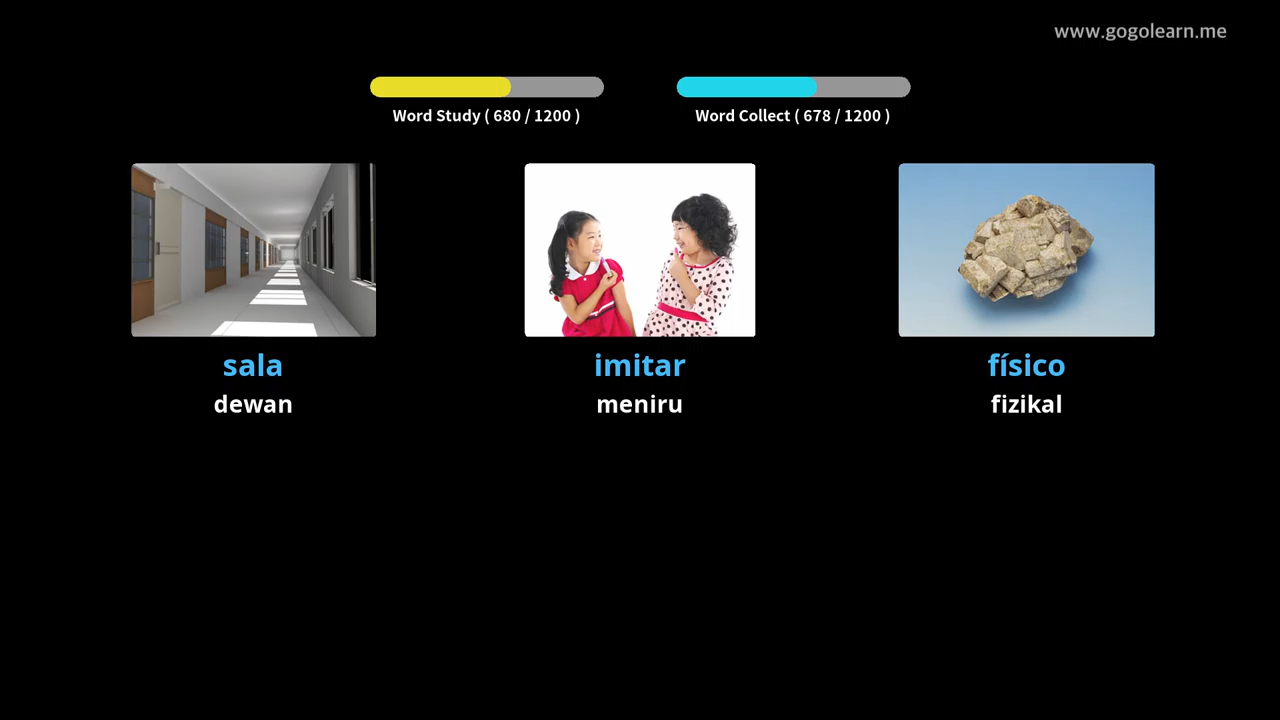 www.gogolearn.me
Word Study ( 680 / 1200 )
Word Collect ( 678 / 1200 )
sala
dewan
imitar
meniru
físico
fizikal